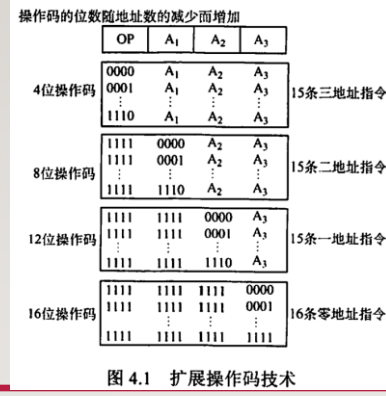 操作码的位数随地址数的减少而增加
OP A₁ A₂ A₃
4位操作码
0000 A₁ A₂ A₃
0001 A₁ A₂ A₃
⋮ ⋮ ⋮ ⋮
1110 A₁ A₂ A₃
15条三地址指令
8位操作码
1111 0000 A₂ A₃
1111 0001 A₂ A₃
⋮ ⋮ ⋮ ⋮
1111 1110 A₂ A₃
15条二地址指令
12位操作码
1111 1111 0000 A₃
1111 1111 0001 A₃
⋮ ⋮ ⋮ ⋮
1111 1111 1110 A₃
15条一地址指令
16位操作码
1111 1111 1111 0000
1111 1111 1111 0001
⋮ ⋮ ⋮ ⋮
1111 1111 1111 1111
16条零地址指令
图 4.1 扩展操作码技术